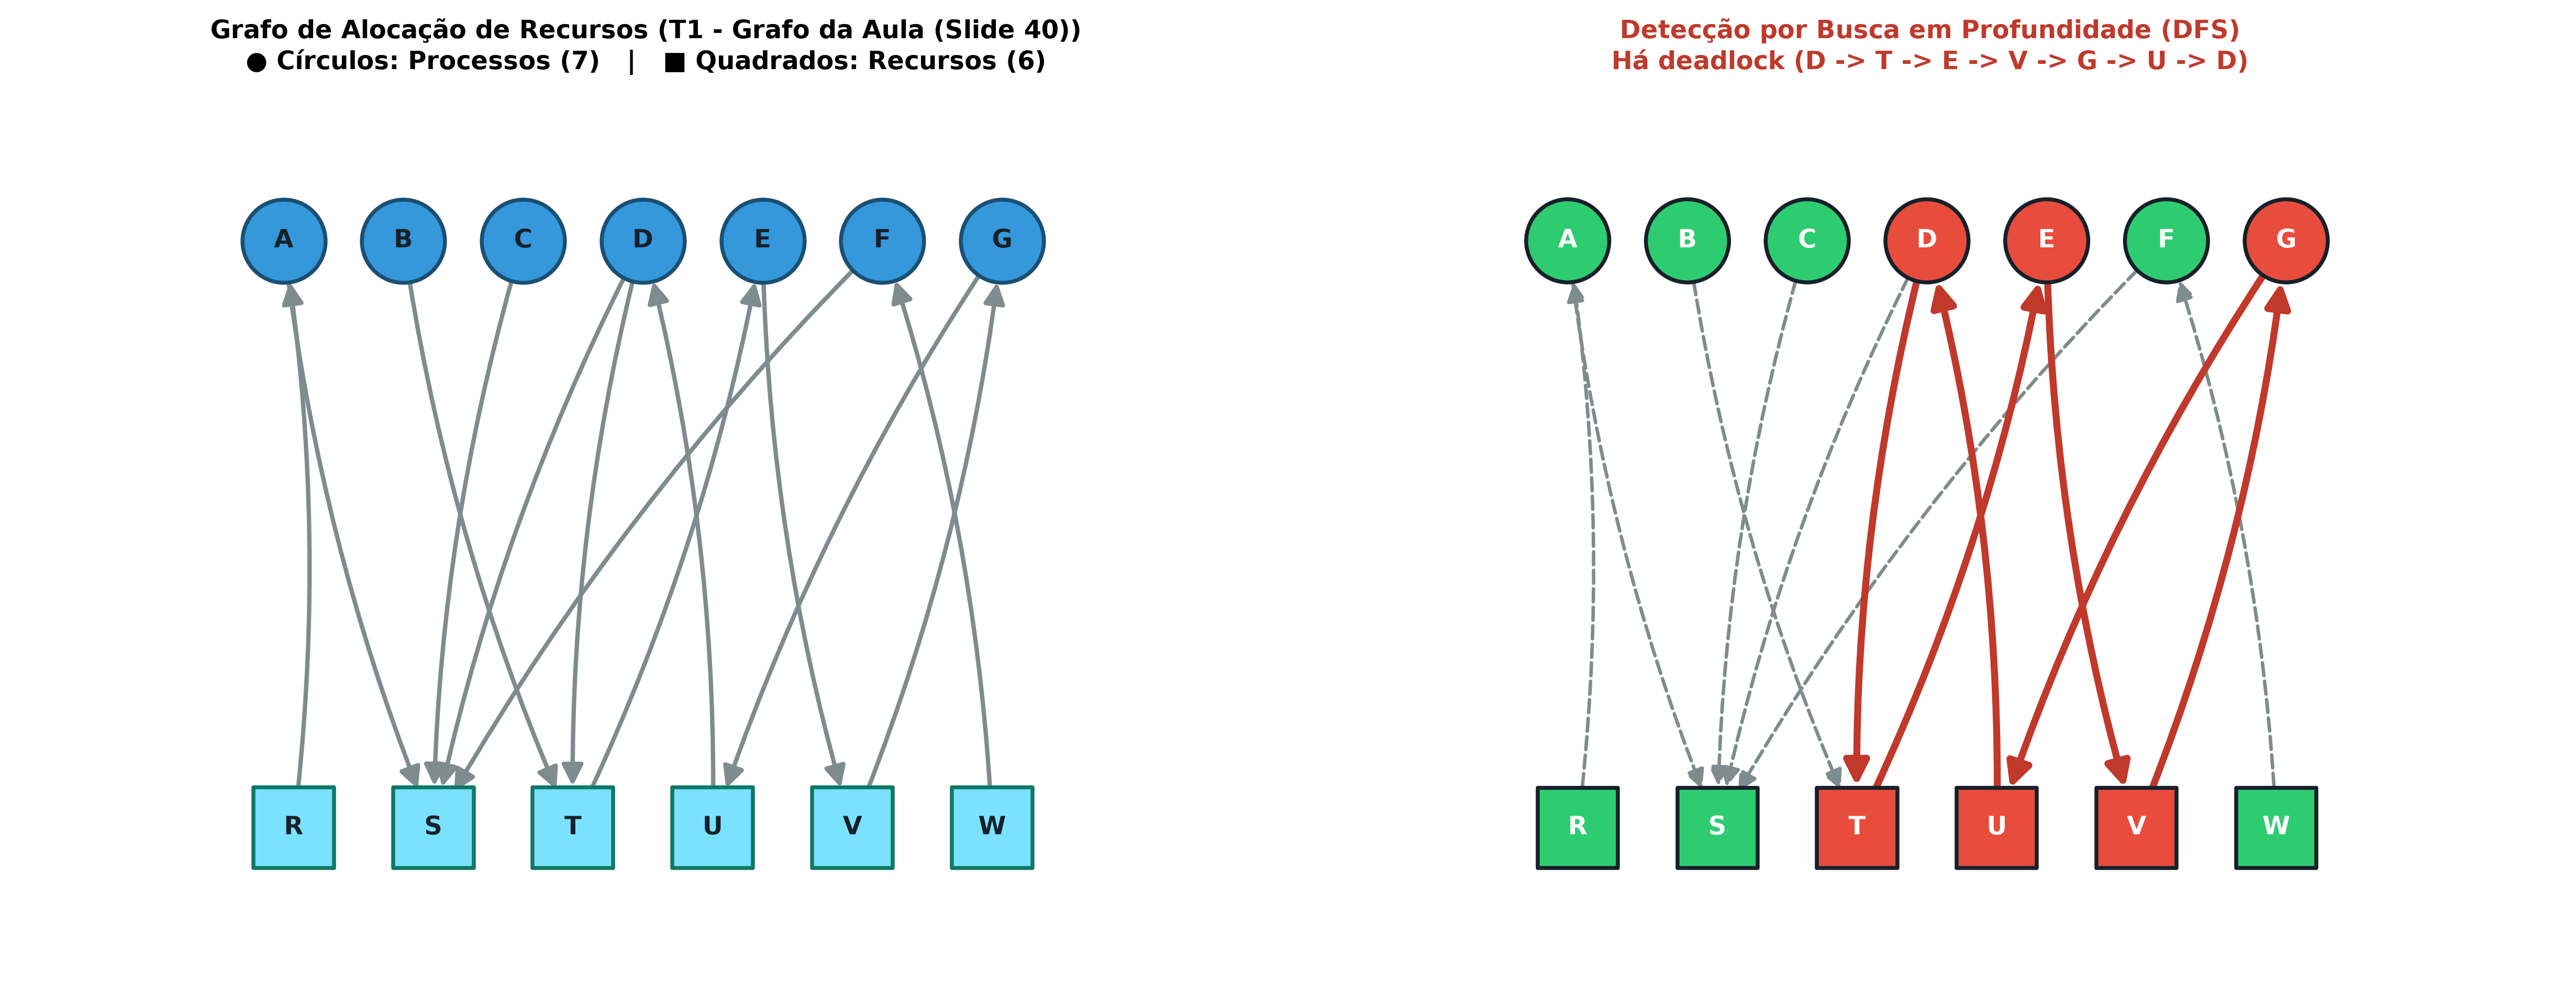 Grafo de Alocação de Recursos (T1 - Grafo da Aula (Slide 40))
● Círculos: Processos (7) | ■ Quadrados: Recursos (6)
A B C D E F G
R S T U V W
Detecção por Busca em Profundidade (DFS)
Há deadlock (D -> T -> E -> V -> G -> U -> D)
A B C D E F G
R S T U V W